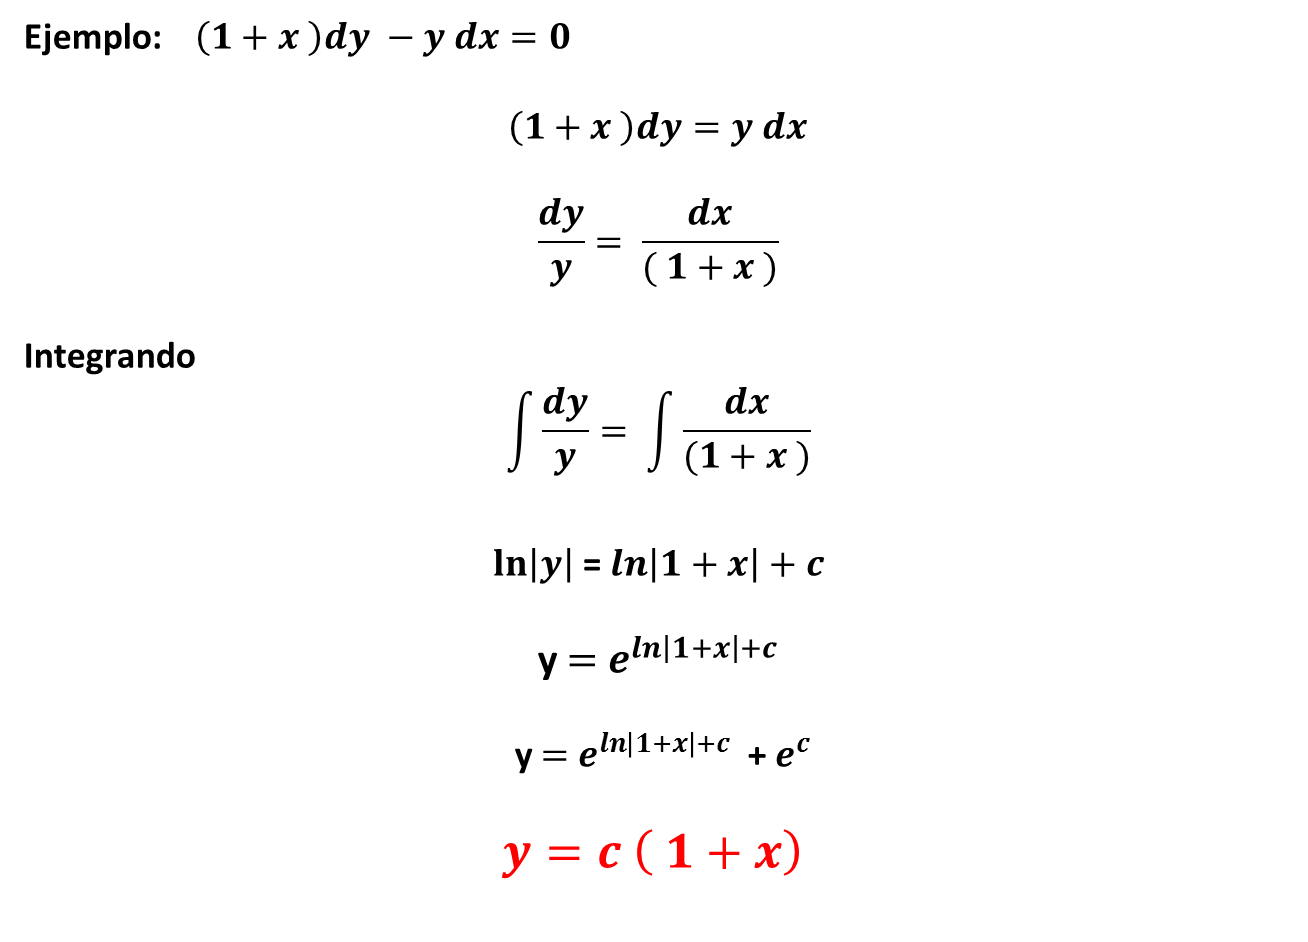 Ejemplo: (1 + x )dy − y dx = 0
(1 + x )dy = y dx
dy/y = dx/( 1 + x )
Integrando
∫ dy/y = ∫ dx/(1 + x )
ln|y| = ln|1 + x| + c
y = e^{ln|1+x|+c}
y = e^{ln|1+x|+c} + e^c
y = c ( 1 + x)